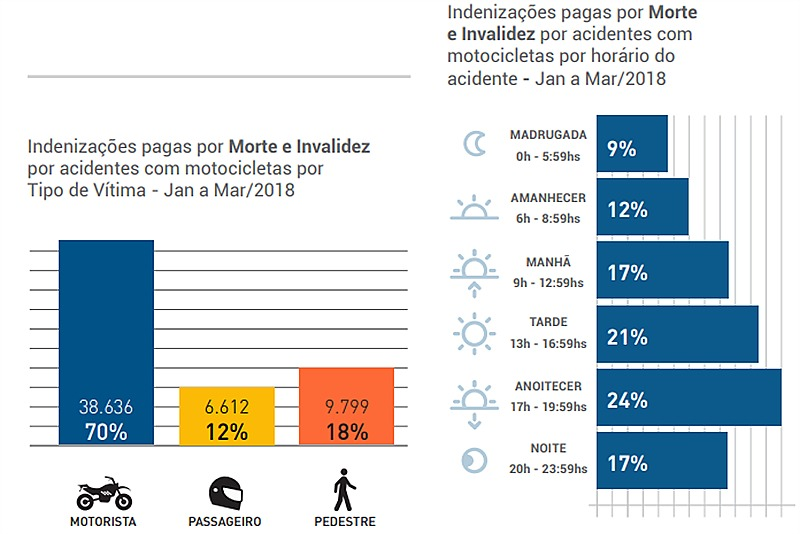 Indenizações pagas por Morte
e Invalidez por acidentes com
motocicletas por horário do
acidente - Jan a Mar/2018
Indenizações pagas por Morte e Invalidez
por acidentes com motocicletas por
Tipo de Vítima - Jan a Mar/2018
38.636
70%
6.612
12%
9.799
18%
MOTORISTA
PASSAGEIRO
PEDESTRE
MADRUGADA
0h - 5:59hs
9%
AMANHECER
6h - 8:59hs
12%
MANHÃ
9h - 12:59hs
17%
TARDE
13h - 16:59hs
21%
ANOITECER
17h - 19:59hs
24%
NOITE
20h - 23:59hs
17%